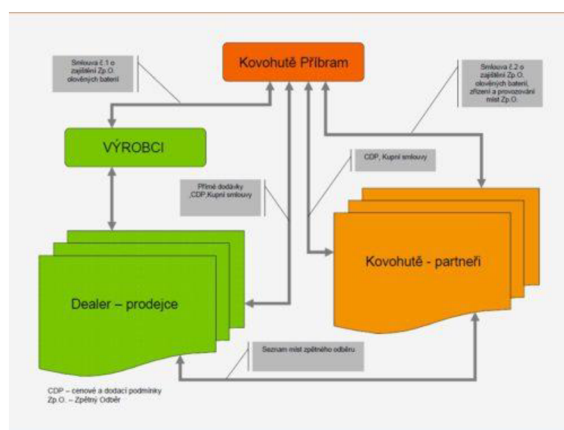 Smlouva č.1 o
zajištění Zp.O.
olověných baterií
Kovohutě Příbram
Smlouva č.2 o
zajištění Zp.O.
olověných baterií,
zřízení a provozování
míst Zp.O.
VÝROBCI
CDP, Kupní smlouvy
Přímé dodávky
,CDP,Kupní smlouvy
Kovohutě - partneři
Dealer – prodejce
Seznam míst zpětného odběru
CDP – cenové a dodací podmínky
Zp.O. – Zpětný Odběr